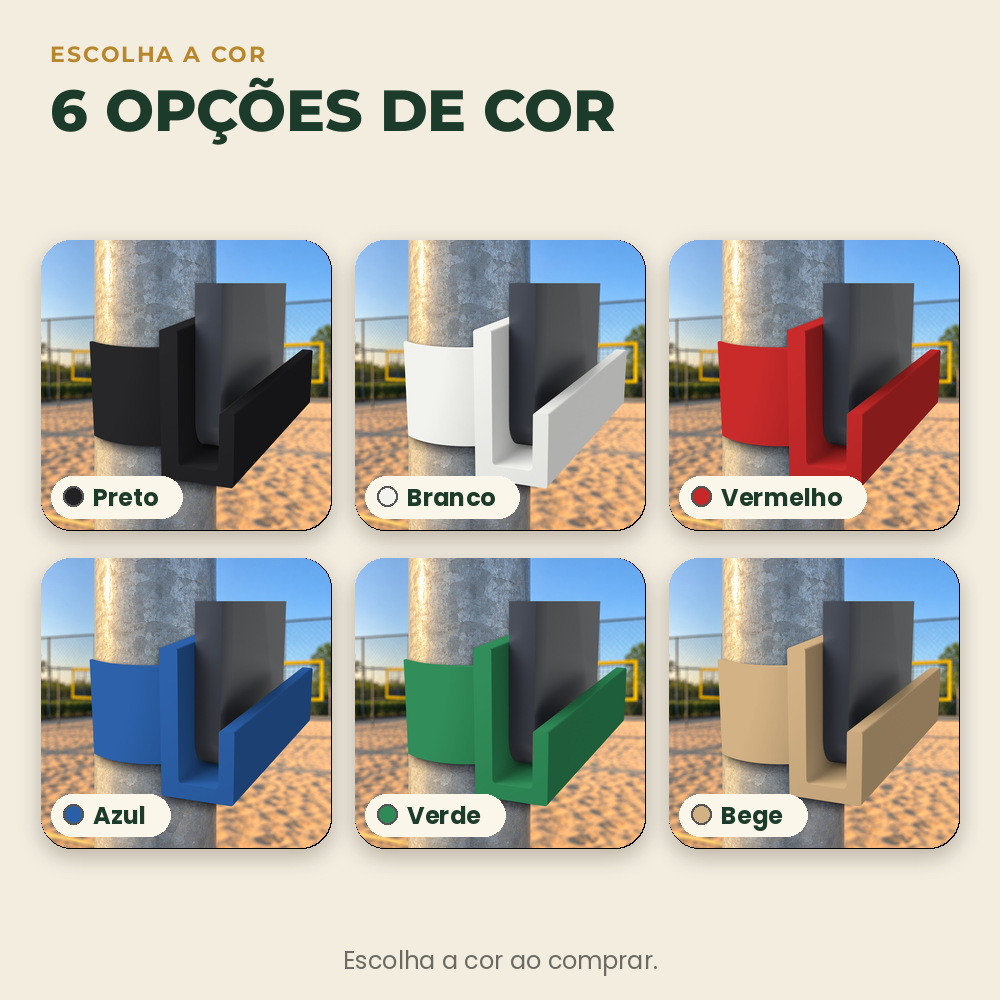 ESCOLHA A COR
6 OPÇÕES DE COR
Preto
Branco
Vermelho
Azul
Verde
Bege
Escolha a cor ao comprar.